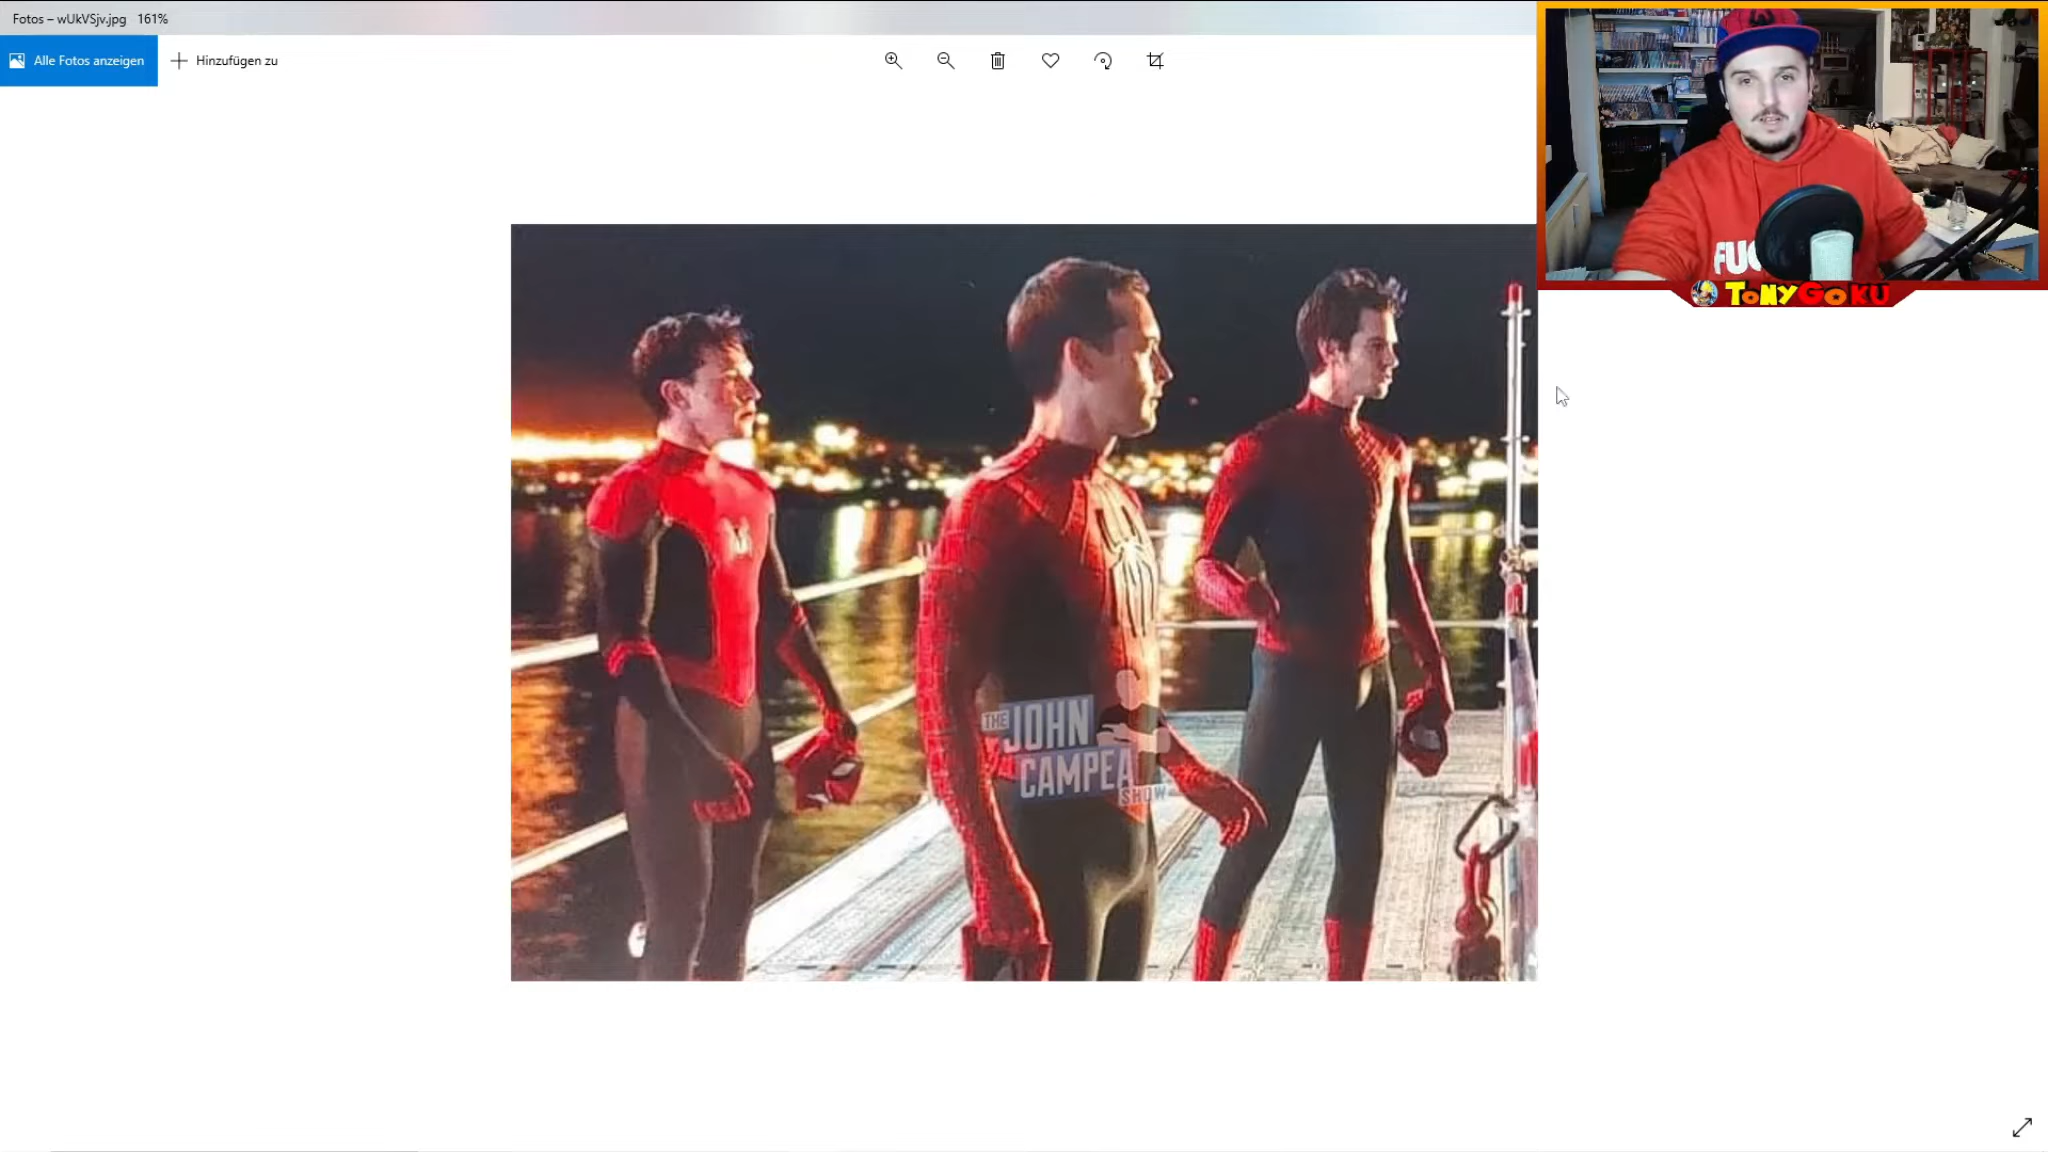 Fotos – wUkVSjv.jpg 161%
Alle Fotos anzeigen
Hinzufügen zu
TONYGOKU
THE
JOHN
CAMPEA
SHOW